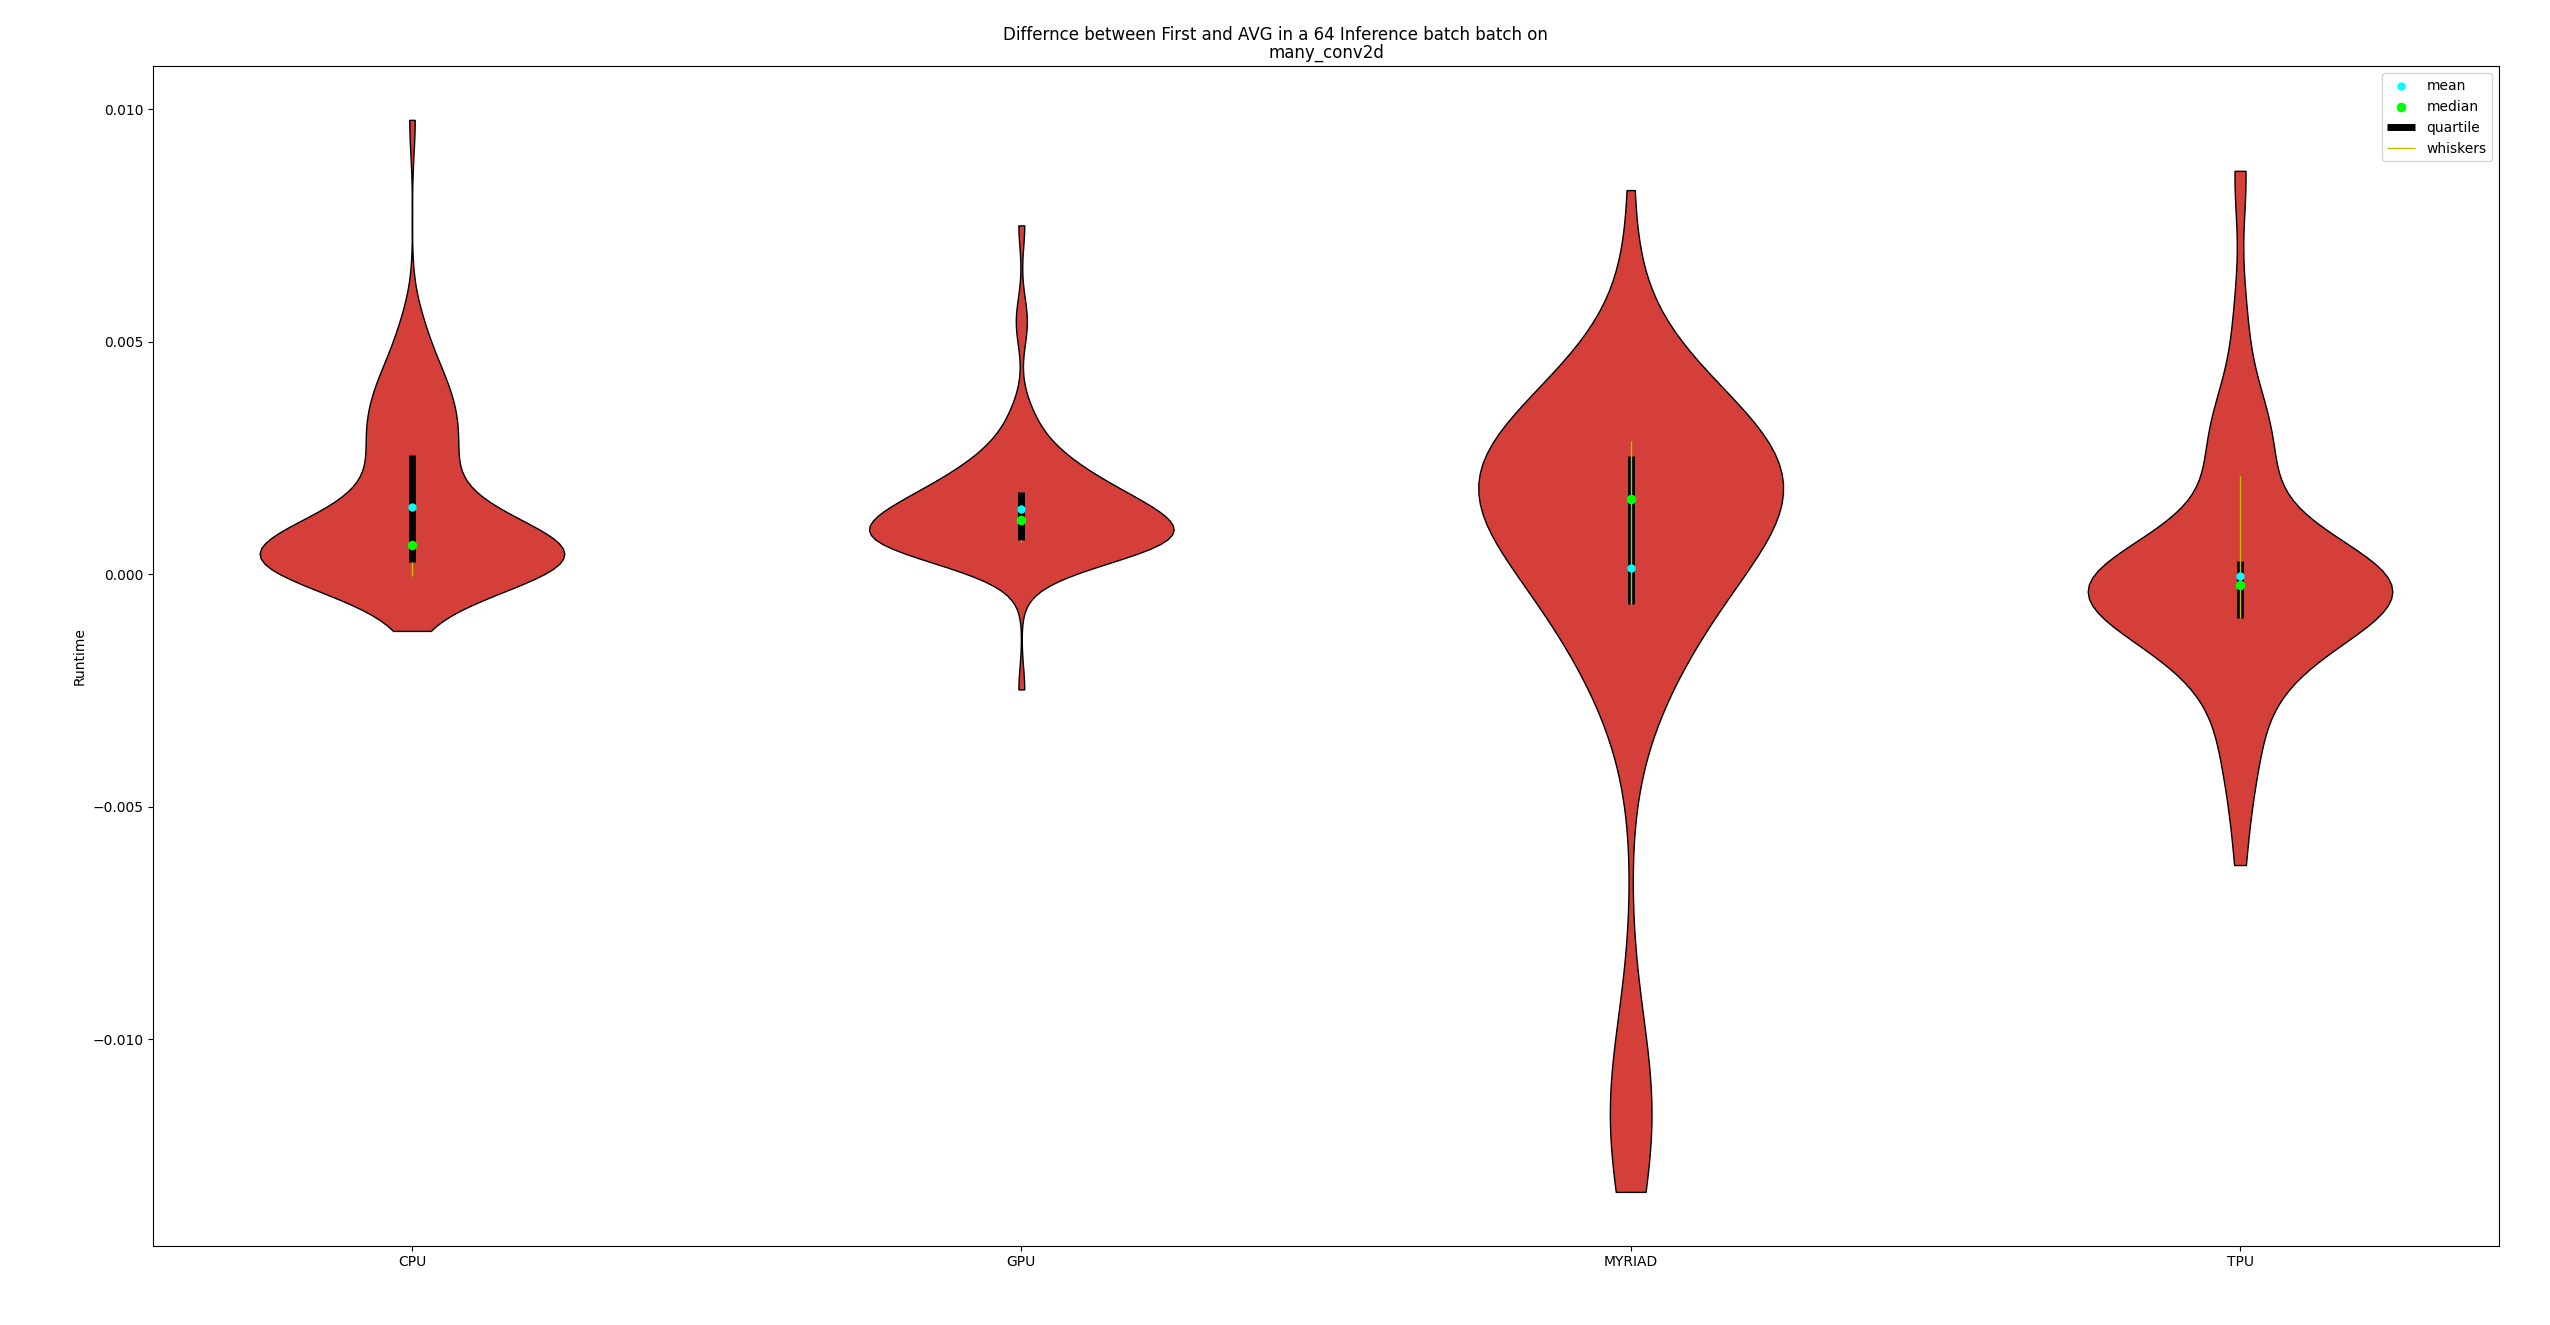 Differnce between First and AVG in a 64 Inference batch batch on
many_conv2d
mean
median
quartile
whiskers
0.010
0.005
0.000
−0.005
−0.010
Runtime
CPU
GPU
MYRIAD
TPU